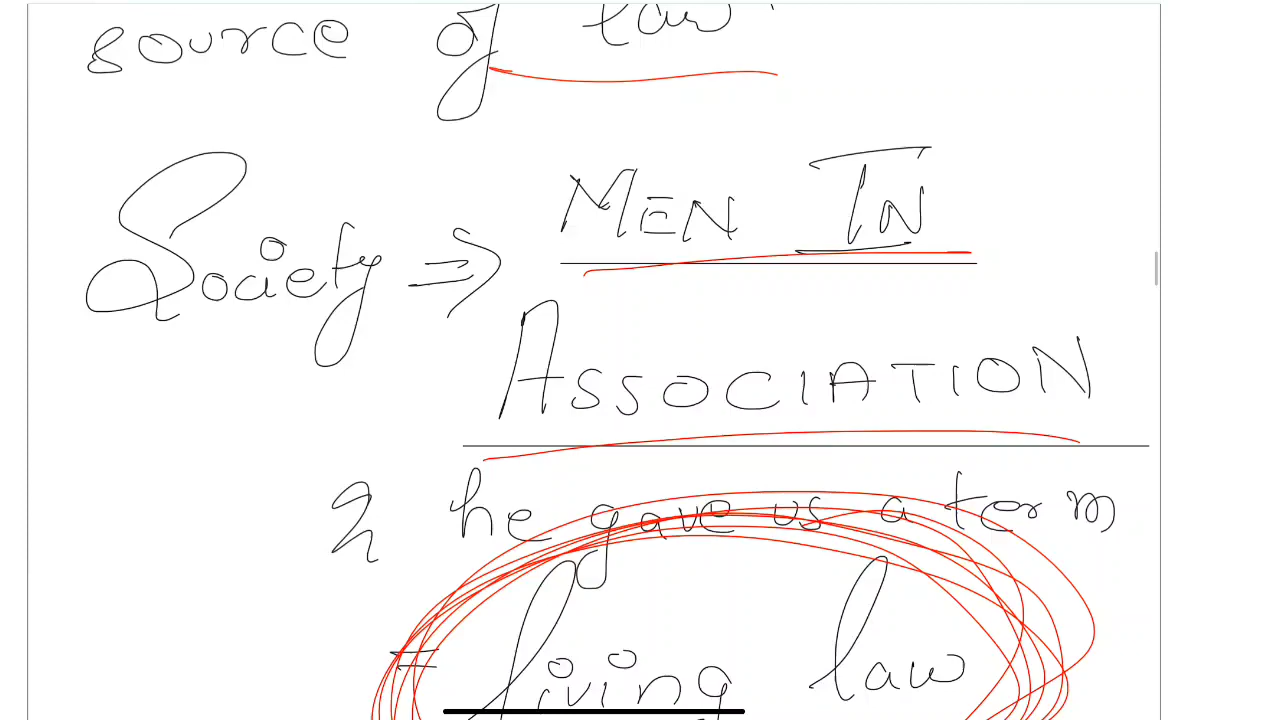 source of law
Society ⇒ MEN IN
ASSOCIATION
& he gave us a term
= living law